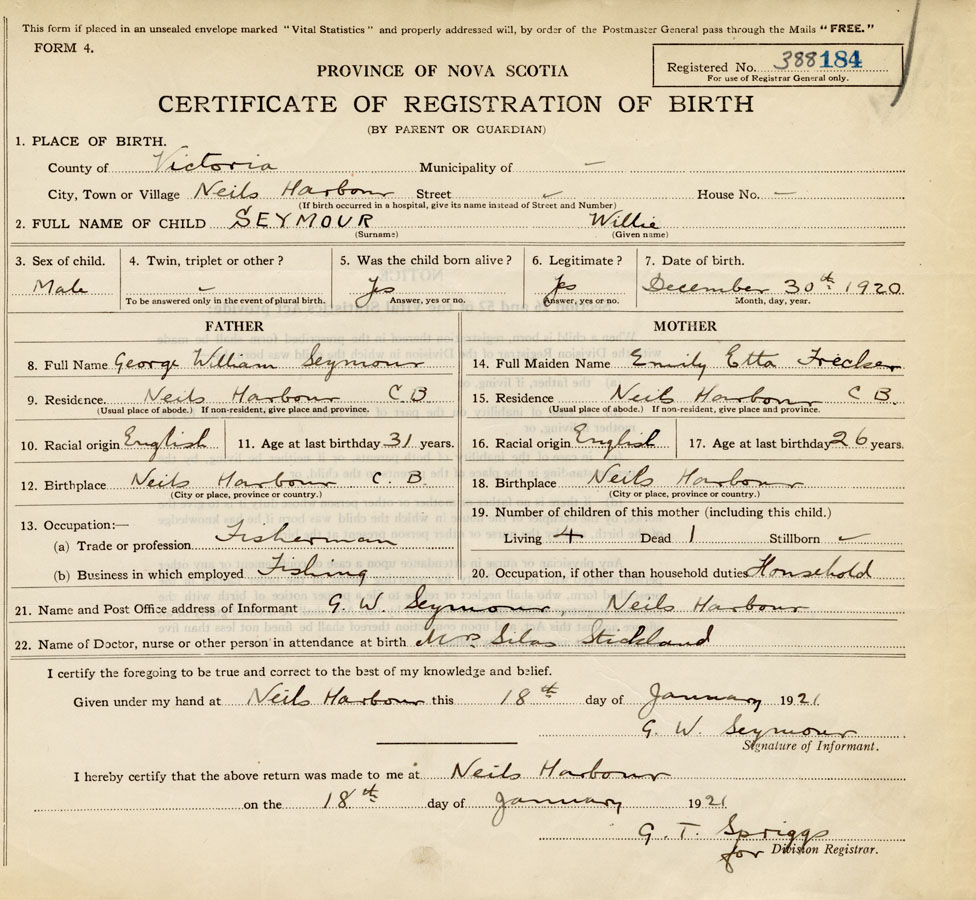 This form if placed in an unsealed envelope marked "Vital Statistics" and properly addressed will, by order of the Postmaster General pass through the Mails "FREE."
FORM 4.
Registered No. 388184
For use of Registrar General only.
PROVINCE OF NOVA SCOTIA
CERTIFICATE OF REGISTRATION OF BIRTH
(BY PARENT OR GUARDIAN)
1. PLACE OF BIRTH.
County of Victoria Municipality of —
City, Town or Village Neils Harbour Street ✓ House No. —
(If birth occurred in a hospital, give its name instead of Street and Number)
2. FULL NAME OF CHILD SEYMOUR Willie
(Surname) (Given name)
3. Sex of child. 4. Twin, triplet or other? 5. Was the child born alive? 6. Legitimate? 7. Date of birth.
Male ✓ Yes Yes December 30th 1920
To be answered only in the event of plural birth. Answer, yes or no. Answer, yes or no. Month, day, year.
FATHER MOTHER
8. Full Name George William Seymour 14. Full Maiden Name Emily Etta Fricker
9. Residence. Neils Harbour C.B 15. Residence Neils Harbour C B.
(Usual place of abode.) If non-resident, give place and province. (Usual place of abode.) If non-resident, give place and province.
10. Racial origin English 11. Age at last birthday 31 years. 16. Racial origin English 17. Age at last birthday 26 years.
12. Birthplace Neils Harbour C. B. 18. Birthplace Neils Harbour
(City or place, province or country.) (City or place, province or country.)
13. Occupation:— 19. Number of children of this mother (including this child.)
(a) Trade or profession Fisherman Living 4 Dead 1 Stillborn ✓
(b) Business in which employed Fishing 20. Occupation, if other than household duties Household
21. Name and Post Office address of Informant G. W. Seymour, Neils Harbour
22. Name of Doctor, nurse or other person in attendance at birth Mrs. Silas Stickland
I certify the foregoing to be true and correct to the best of my knowledge and belief.
Given under my hand at Neils Harbour this 18th day of January 1921
G. W. Seymour
Signature of Informant.
I hereby certify that the above return was made to me at Neils Harbour
on the 18th day of January 1921
G. T. Spriggs
for Division Registrar.